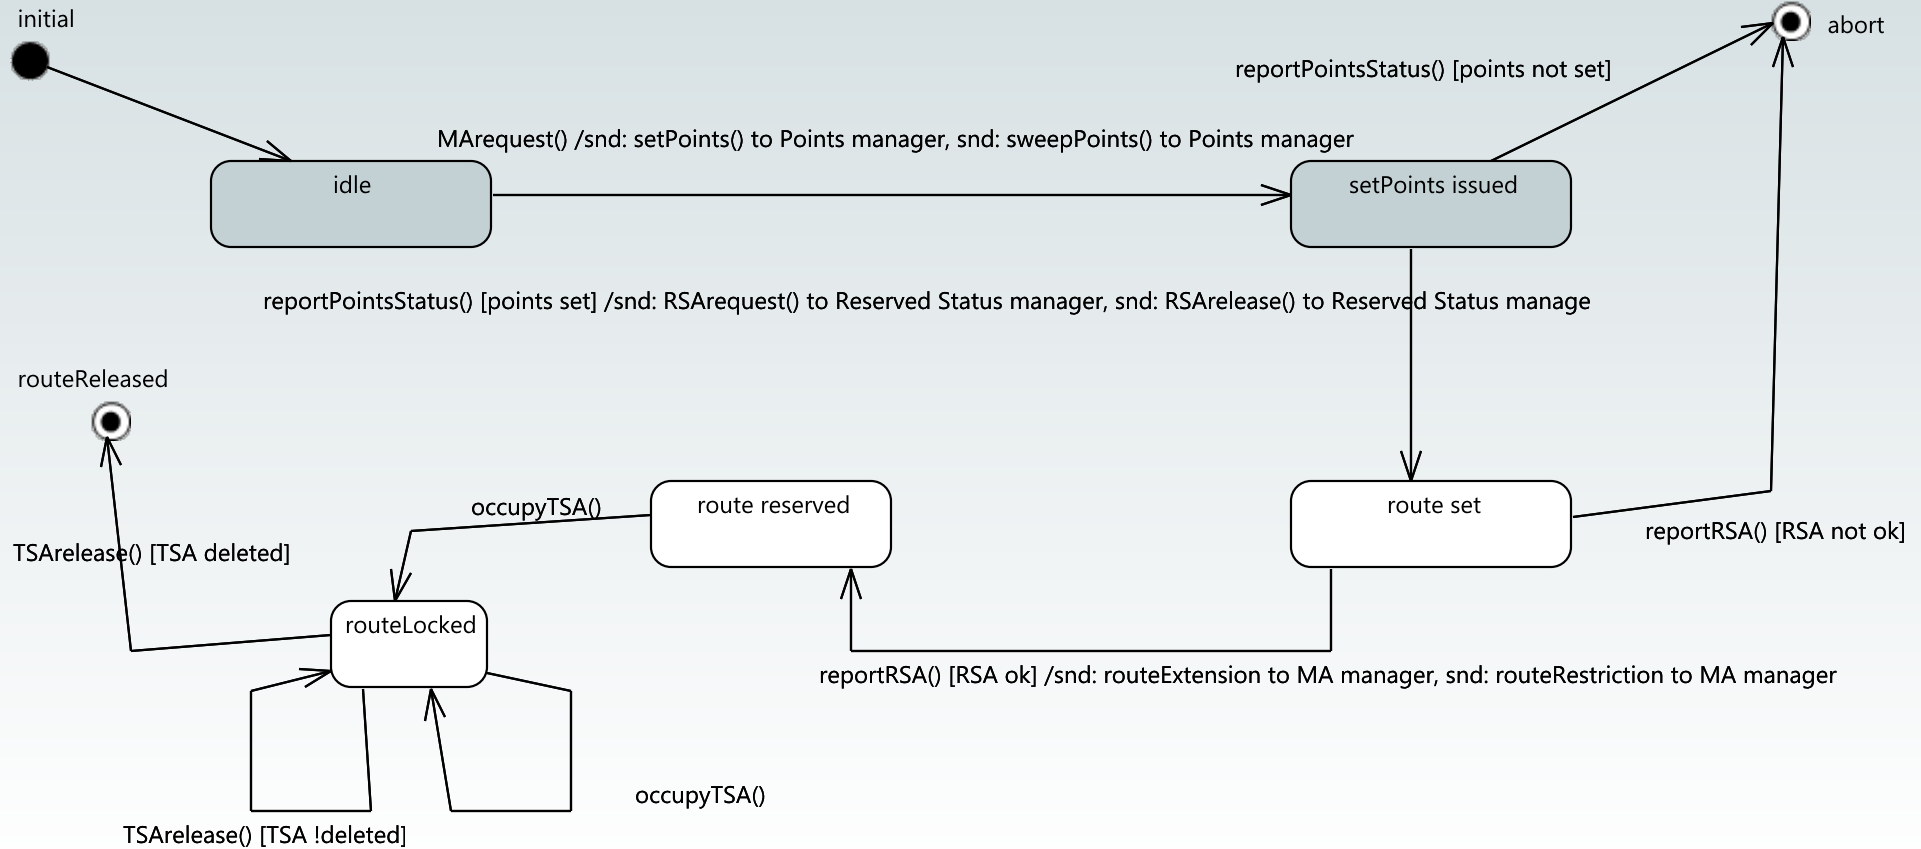 initial
abort
reportPointsStatus() [points not set]
MArequest() /snd: setPoints() to Points manager, snd: sweepPoints() to Points manager
idle
setPoints issued
reportPointsStatus() [points set] /snd: RSArequest() to Reserved Status manager, snd: RSArelease() to Reserved Status manage
routeReleased
occupyTSA()
route reserved
route set
reportRSA() [RSA not ok]
TSArelease() [TSA deleted]
routeLocked
reportRSA() [RSA ok] /snd: routeExtension to MA manager, snd: routeRestriction to MA manager
occupyTSA()
TSArelease() [TSA !deleted]